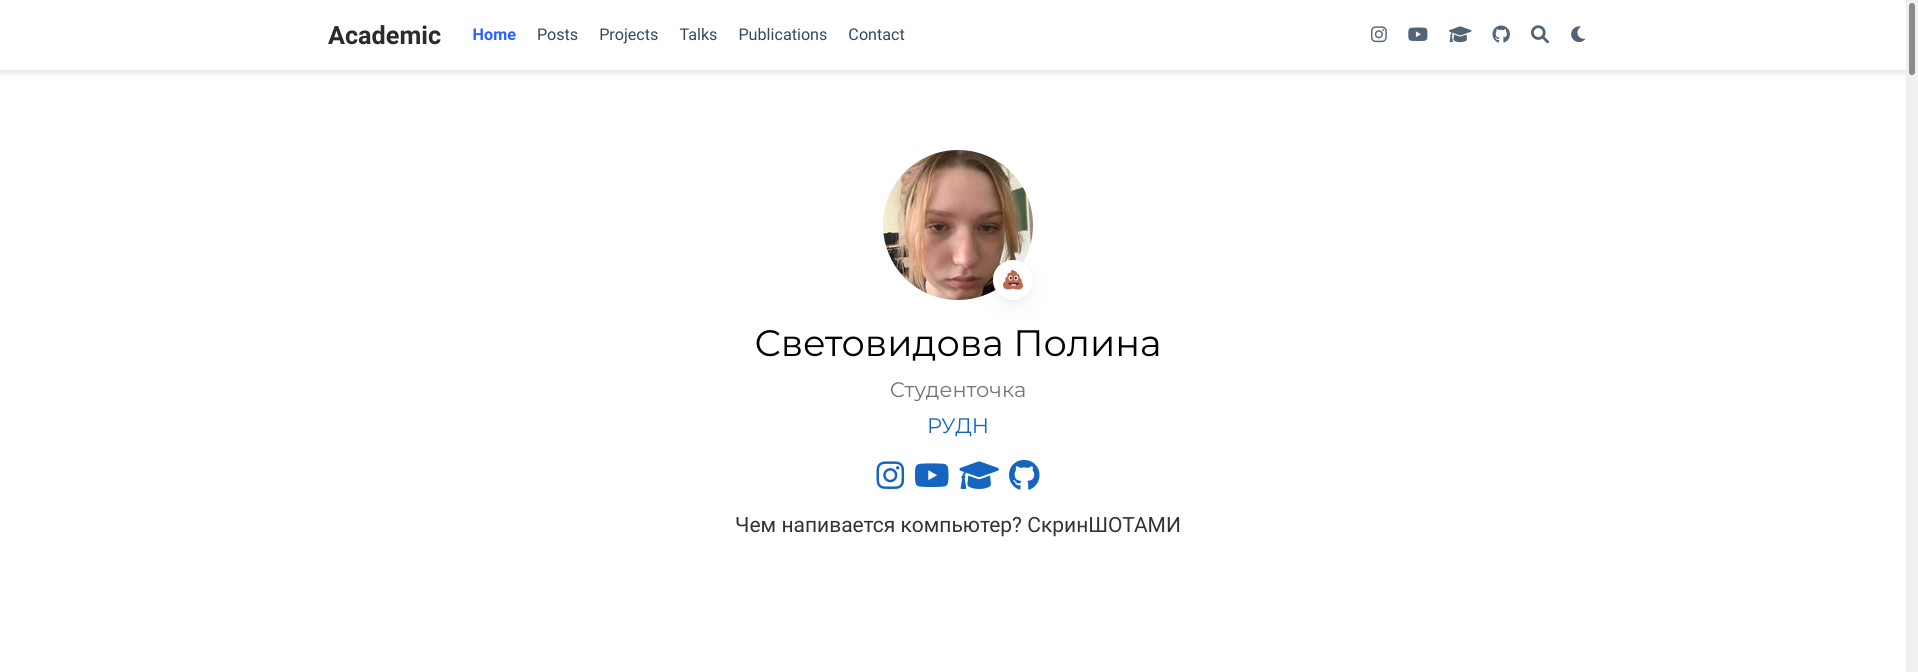 Academic Home Posts Projects Talks Publications Contact
Световидова Полина
Студенточка
РУДН
Чем напивается компьютер? СкринШОТАМИ